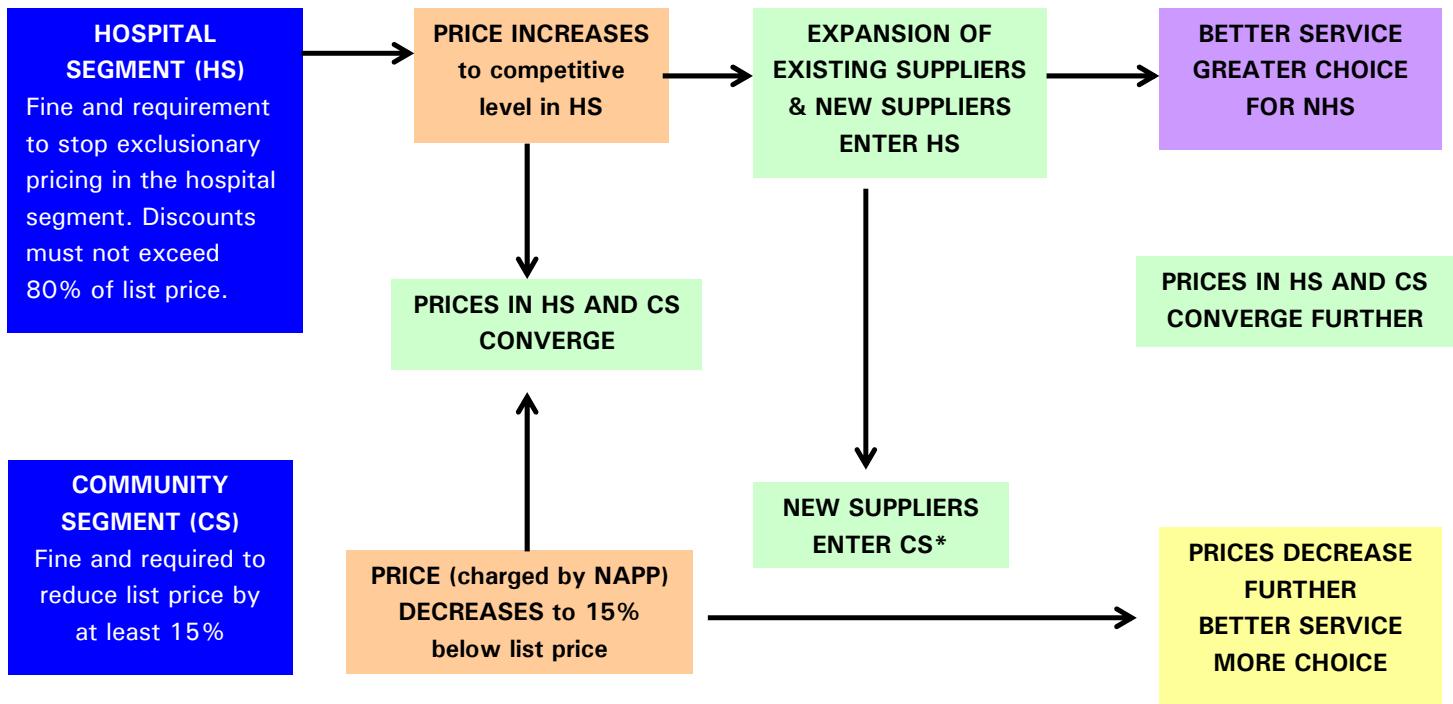 HOSPITAL
SEGMENT (HS)
Fine and requirement
to stop exclusionary
pricing in the hospital
segment. Discounts
must not exceed
80% of list price.
PRICE INCREASES
to competitive
level in HS
EXPANSION OF
EXISTING SUPPLIERS
& NEW SUPPLIERS
ENTER HS
BETTER SERVICE
GREATER CHOICE
FOR NHS
PRICES IN HS AND CS
CONVERGE
PRICES IN HS AND CS
CONVERGE FURTHER
COMMUNITY
SEGMENT (CS)
Fine and required to
reduce list price by
at least 15%
PRICE (charged by NAPP)
DECREASES to 15%
below list price
NEW SUPPLIERS
ENTER CS*
PRICES DECREASE
FURTHER
BETTER SERVICE
MORE CHOICE